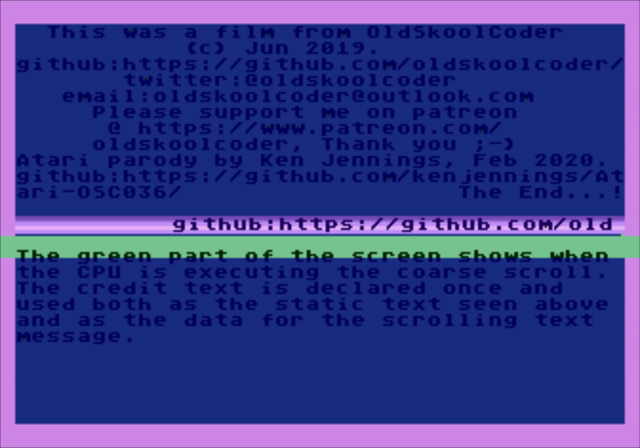 This was a film from OldSkoolCoder
(c) Jun 2019.
github:https://github.com/oldskoolcoder/
twitter:@oldskoolcoder
email:oldskoolcoder@outlook.com
Please support me on patreon
@ https://www.patreon.com/
oldskoolcoder, Thank you ;-)
Atari parody by Ken Jennings, Feb 2020.
github:https://github.com/kenjennings/At
ari-OSC036/ The End...!
github:https://github.com/old
The green part of the screen shows when
the CPU is executing the coarse scroll.
The credit text is declared once and
used both as the static text seen above
and as the data for the scrolling text
message.